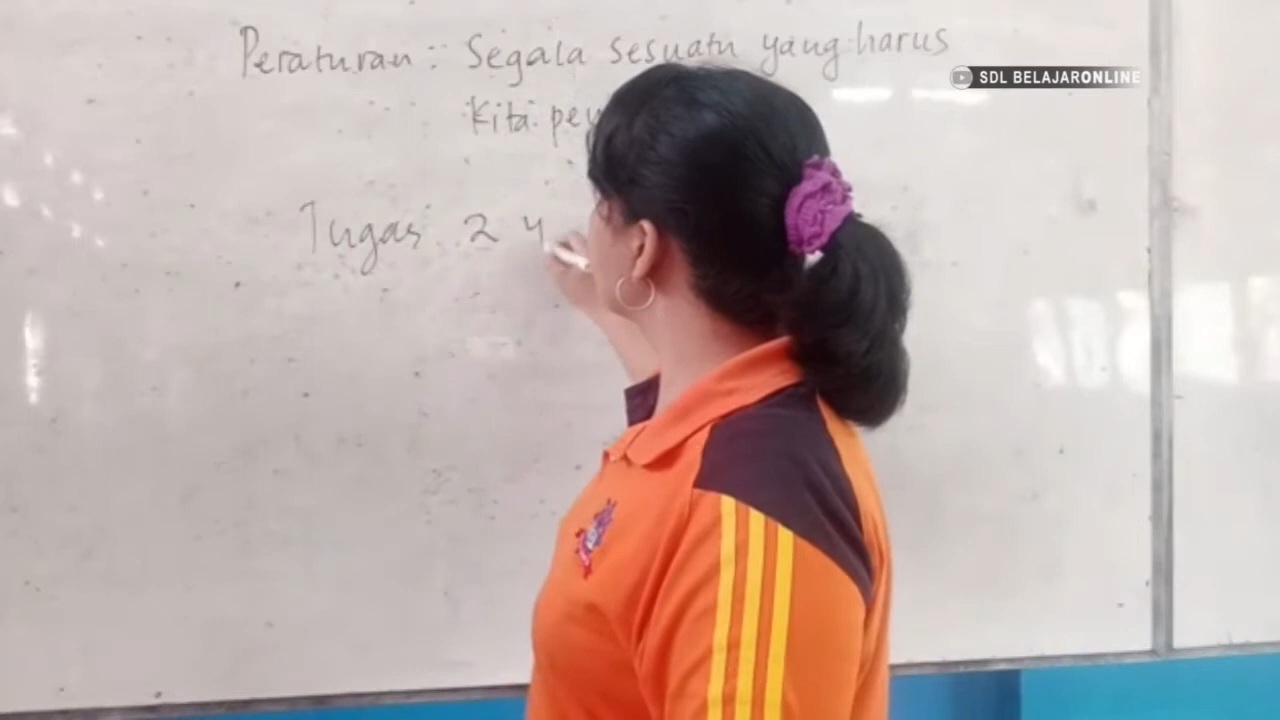 Peraturan : Segala sesuatu yang harus
SDL BELAJARONLINE
Kita
Tugas 2 y